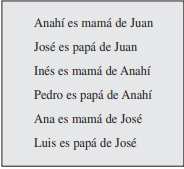 Anahí es mamá de Juan
José es papá de Juan
Inés es mamá de Anahí
Pedro es papá de Anahí
Ana es mamá de José
Luis es papá de José